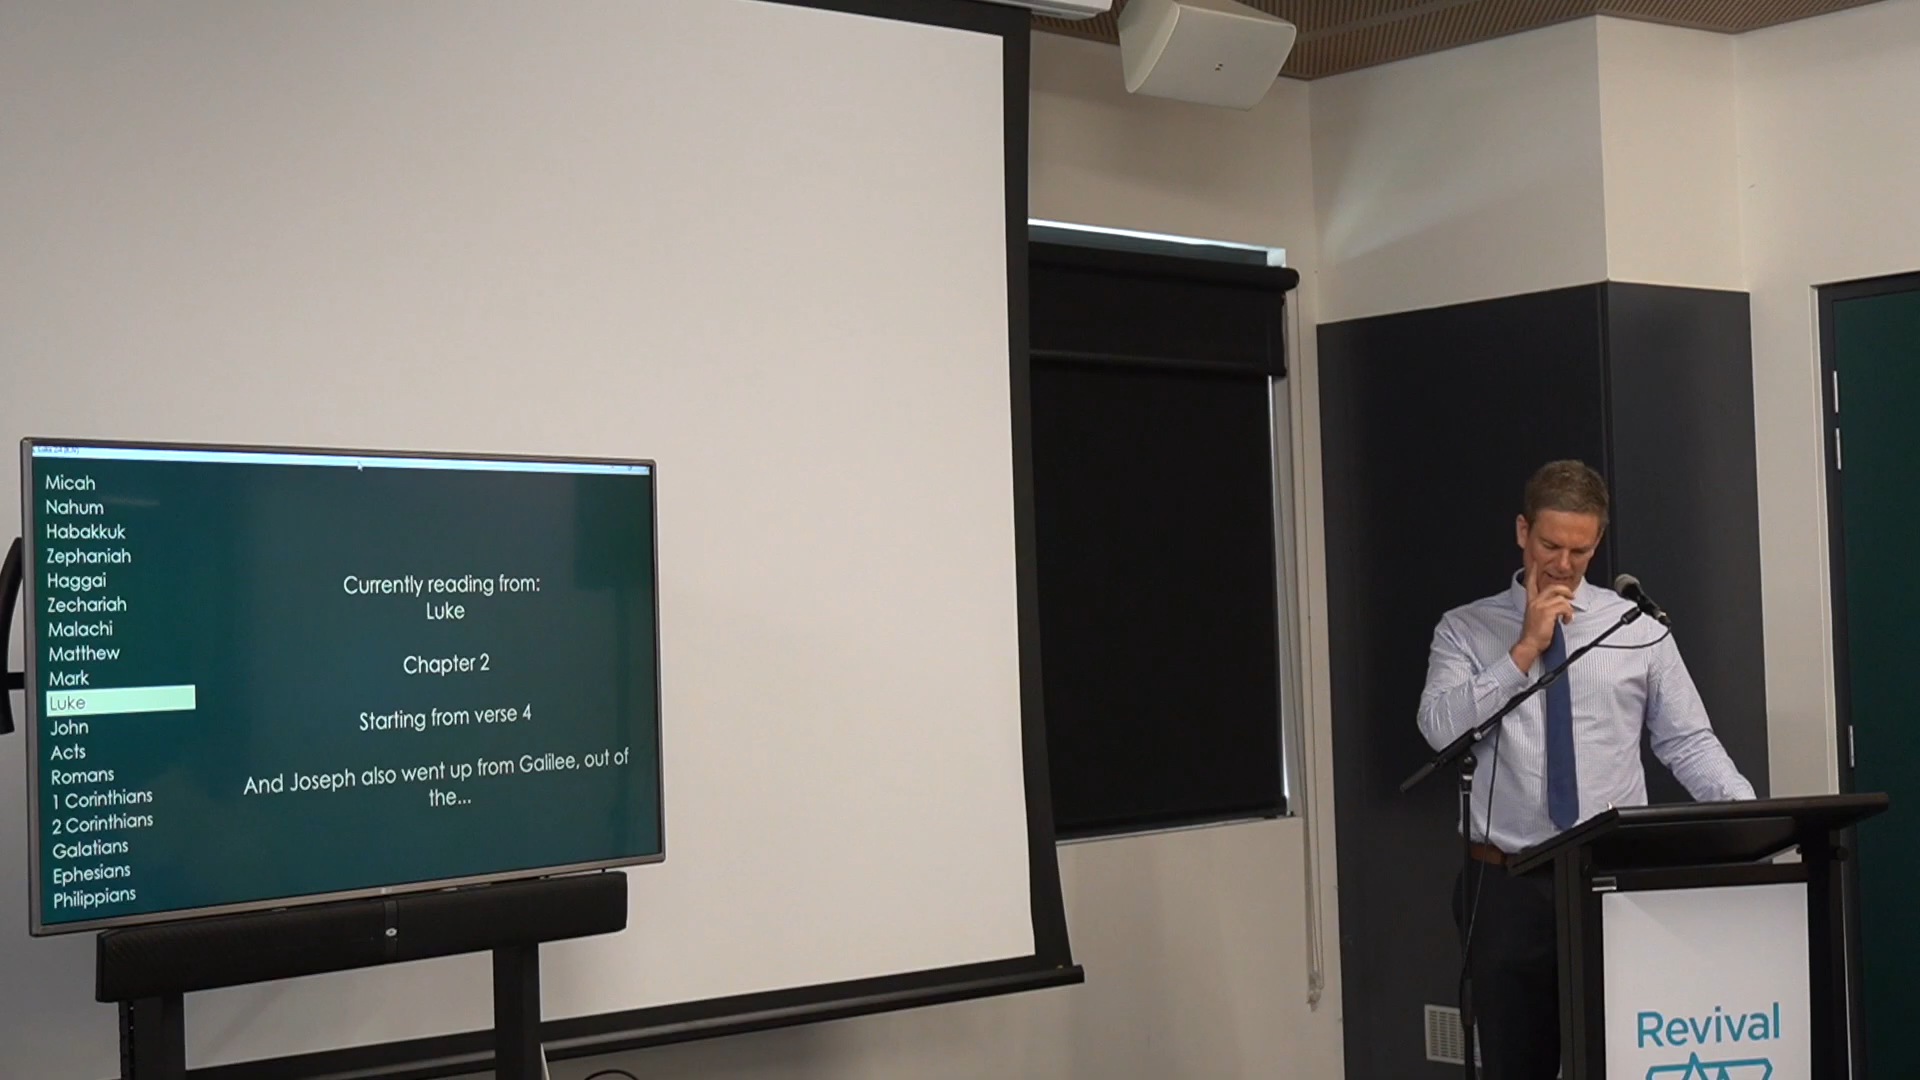 Micah
Nahum
Habakkuk
Zephaniah
Haggai
Zechariah
Malachi
Matthew
Mark
Luke
John
Acts
Romans
1 Corinthians
2 Corinthians
Galatians
Ephesians
Philippians
Currently reading from:
Luke
Chapter 2
Starting from verse 4
And Joseph also went up from Galilee, out of
the...
Revival